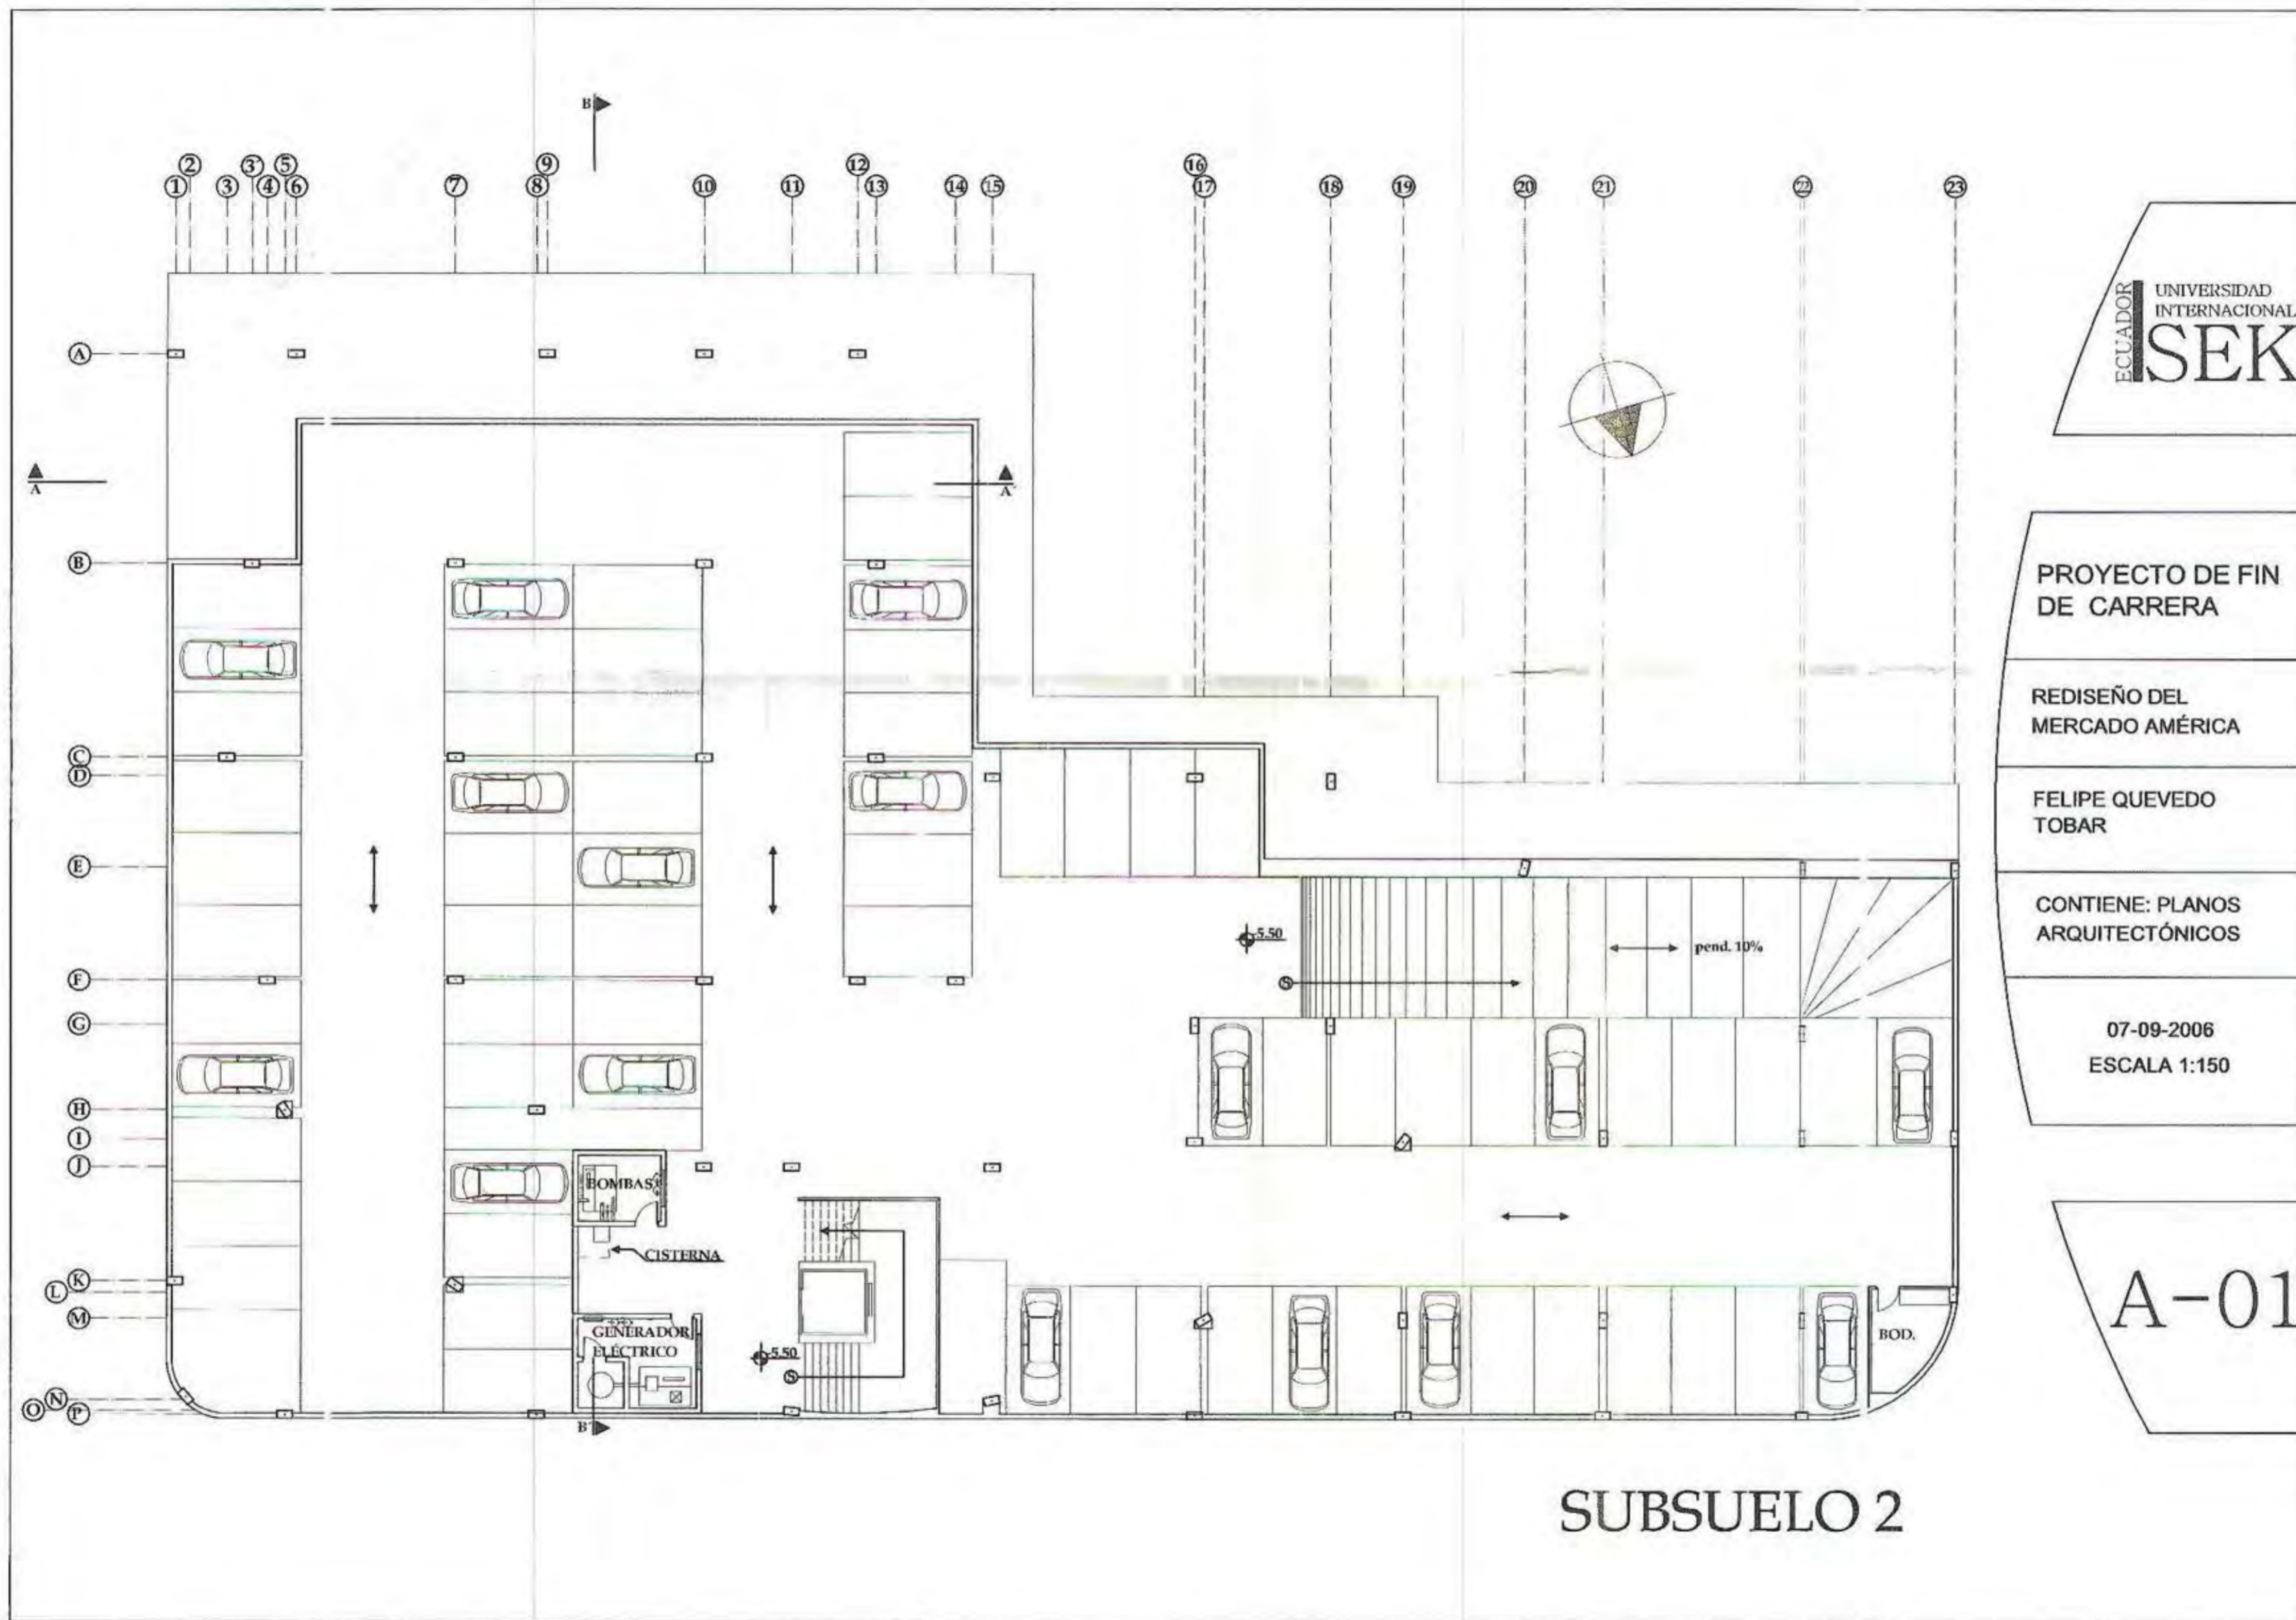 B
2 3' 5 9 12 16
1 3 4 6 7 8 10 11 13 14 15 17 18 19 20 21 22 23
UNIVERSIDAD
INTERNACIONAL
SEK
ECUADOR
A
A
A'
B
PROYECTO DE FIN
DE CARRERA
REDISEÑO DEL
MERCADO AMÉRICA
C
D
FELIPE QUEVEDO
TOBAR
E
CONTIENE: PLANOS
ARQUITECTÓNICOS
-5.50
pend. 10%
F
S
G
07-09-2006
ESCALA 1:150
H
I
J
BOMBAS
CISTERNA
K
L
M
A-01
GENERADOR
ELÉCTRICO
BOD.
-5.50
S
N
O P
B'
SUBSUELO 2